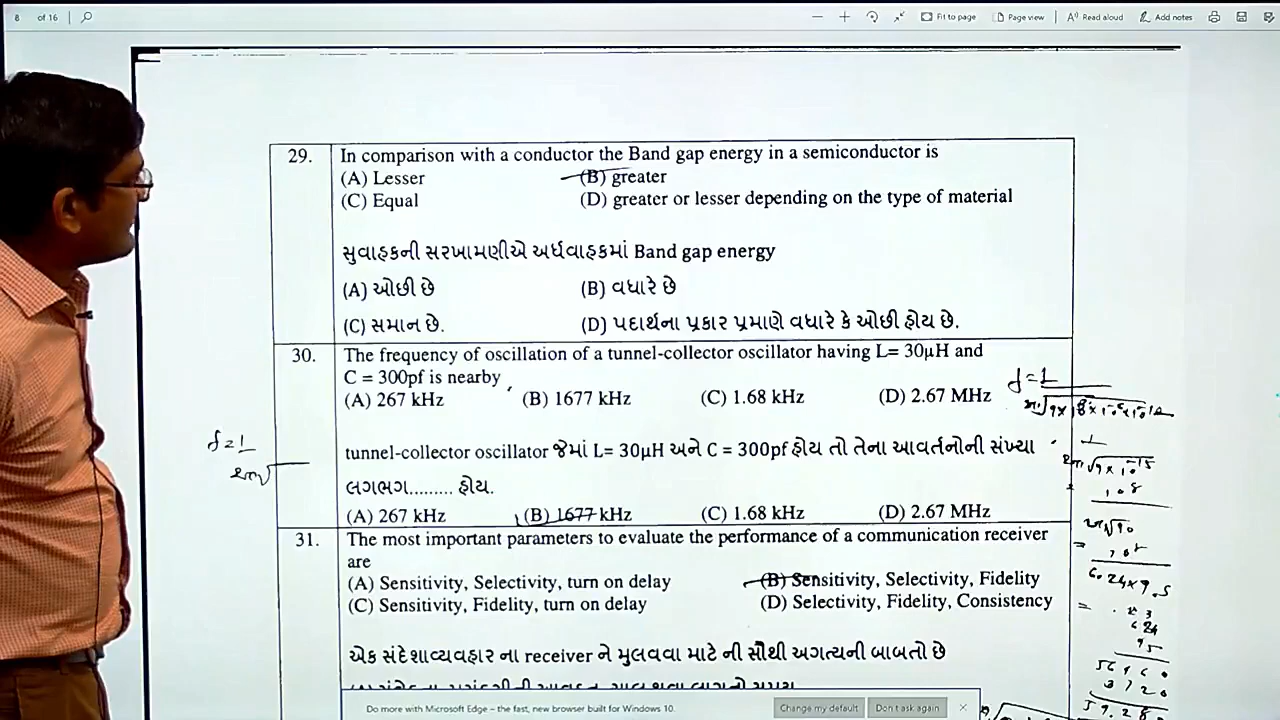 8 of 16
Fit to page
Page view
Read aloud
Add notes
29. In comparison with a conductor the Band gap energy in a semiconductor is
(A) Lesser (B) greater
(C) Equal (D) greater or lesser depending on the type of material
સુવાહકની સરખામણીએ અર્ધવાહકમાં Band gap energy
(A) ઓછી છે (B) વધારે છે
(C) સમાન છે. (D) પદાર્થના પ્રકાર પ્રમાણે વધારે કે ઓછી હોય છે.
30. The frequency of oscillation of a tunnel-collector oscillator having L= 30µH and
C = 300pf is nearby
(A) 267 kHz (B) 1677 kHz (C) 1.68 kHz (D) 2.67 MHz
tunnel-collector oscillator જેમાં L= 30µH અને C = 300pf હોય તો તેના આવર્તનોની સંખ્યા
લગભગ......... હોય.
(A) 267 kHz (B) 1677 kHz (C) 1.68 kHz (D) 2.67 MHz
31. The most important parameters to evaluate the performance of a communication receiver
are
(A) Sensitivity, Selectivity, turn on delay (B) Sensitivity, Selectivity, Fidelity
(C) Sensitivity, Fidelity, turn on delay (D) Selectivity, Fidelity, Consistency
એક સંદેશાવ્યવહાર ના receiver ને મુલવવા માટે ની સૌથી અગત્યની બાબતો છે
Do more with Microsoft Edge – the fast, new browser built for Windows 10.
Change my default
Don't ask again